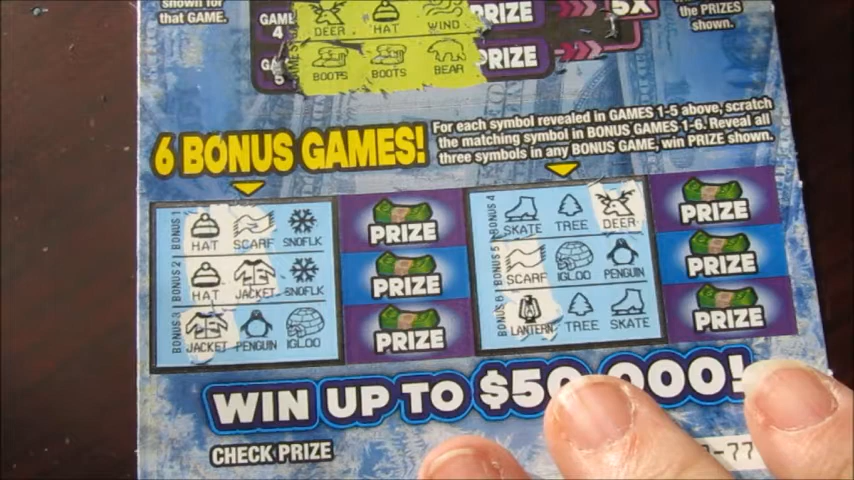 shown for
that GAME.
GAME
4
DEER HAT WIND
PRIZE
5X
the PRIZES
shown.
BOOTS BOOTS BEAR
PRIZE
6 BONUS GAMES!
For each symbol revealed in GAMES 1-5 above, scratch
the matching symbol in BONUS GAMES 1-6. Reveal all
three symbols in any BONUS GAME, win PRIZE shown.
BONUS 1
HAT SCARF SNOFLK
PRIZE
BONUS 2
HAT JACKET SNOFLK
PRIZE
BONUS 3
JACKET PENGUIN IGLOO
PRIZE
BONUS 4
SKATE TREE DEER
PRIZE
BONUS 5
SCARF IGLOO PENGUIN
PRIZE
BONUS 6
LANTERN TREE SKATE
PRIZE
WIN UP TO $50,000!
CHECK PRIZE
-77